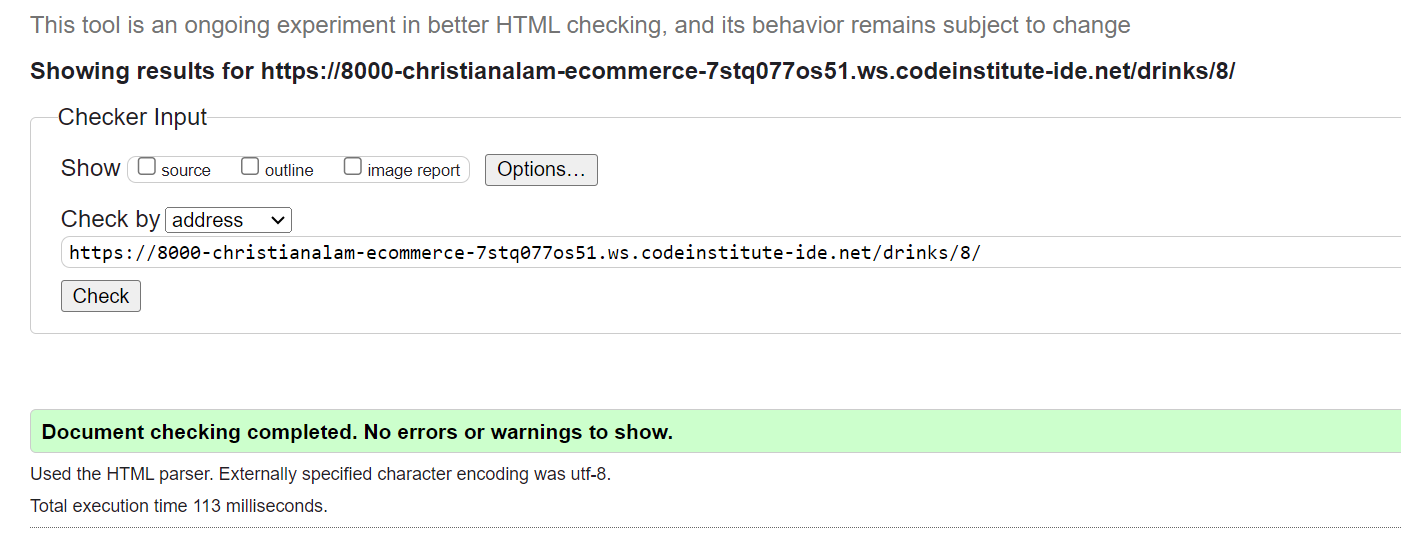 This tool is an ongoing experiment in better HTML checking, and its behavior remains subject to change
Showing results for https://8000-christianalam-ecommerce-7stq077os51.ws.codeinstitute-ide.net/drinks/8/
Checker Input
Show source outline image report Options...
Check by address
https://8000-christianalam-ecommerce-7stq077os51.ws.codeinstitute-ide.net/drinks/8/
Check
Document checking completed. No errors or warnings to show.
Used the HTML parser. Externally specified character encoding was utf-8.
Total execution time 113 milliseconds.